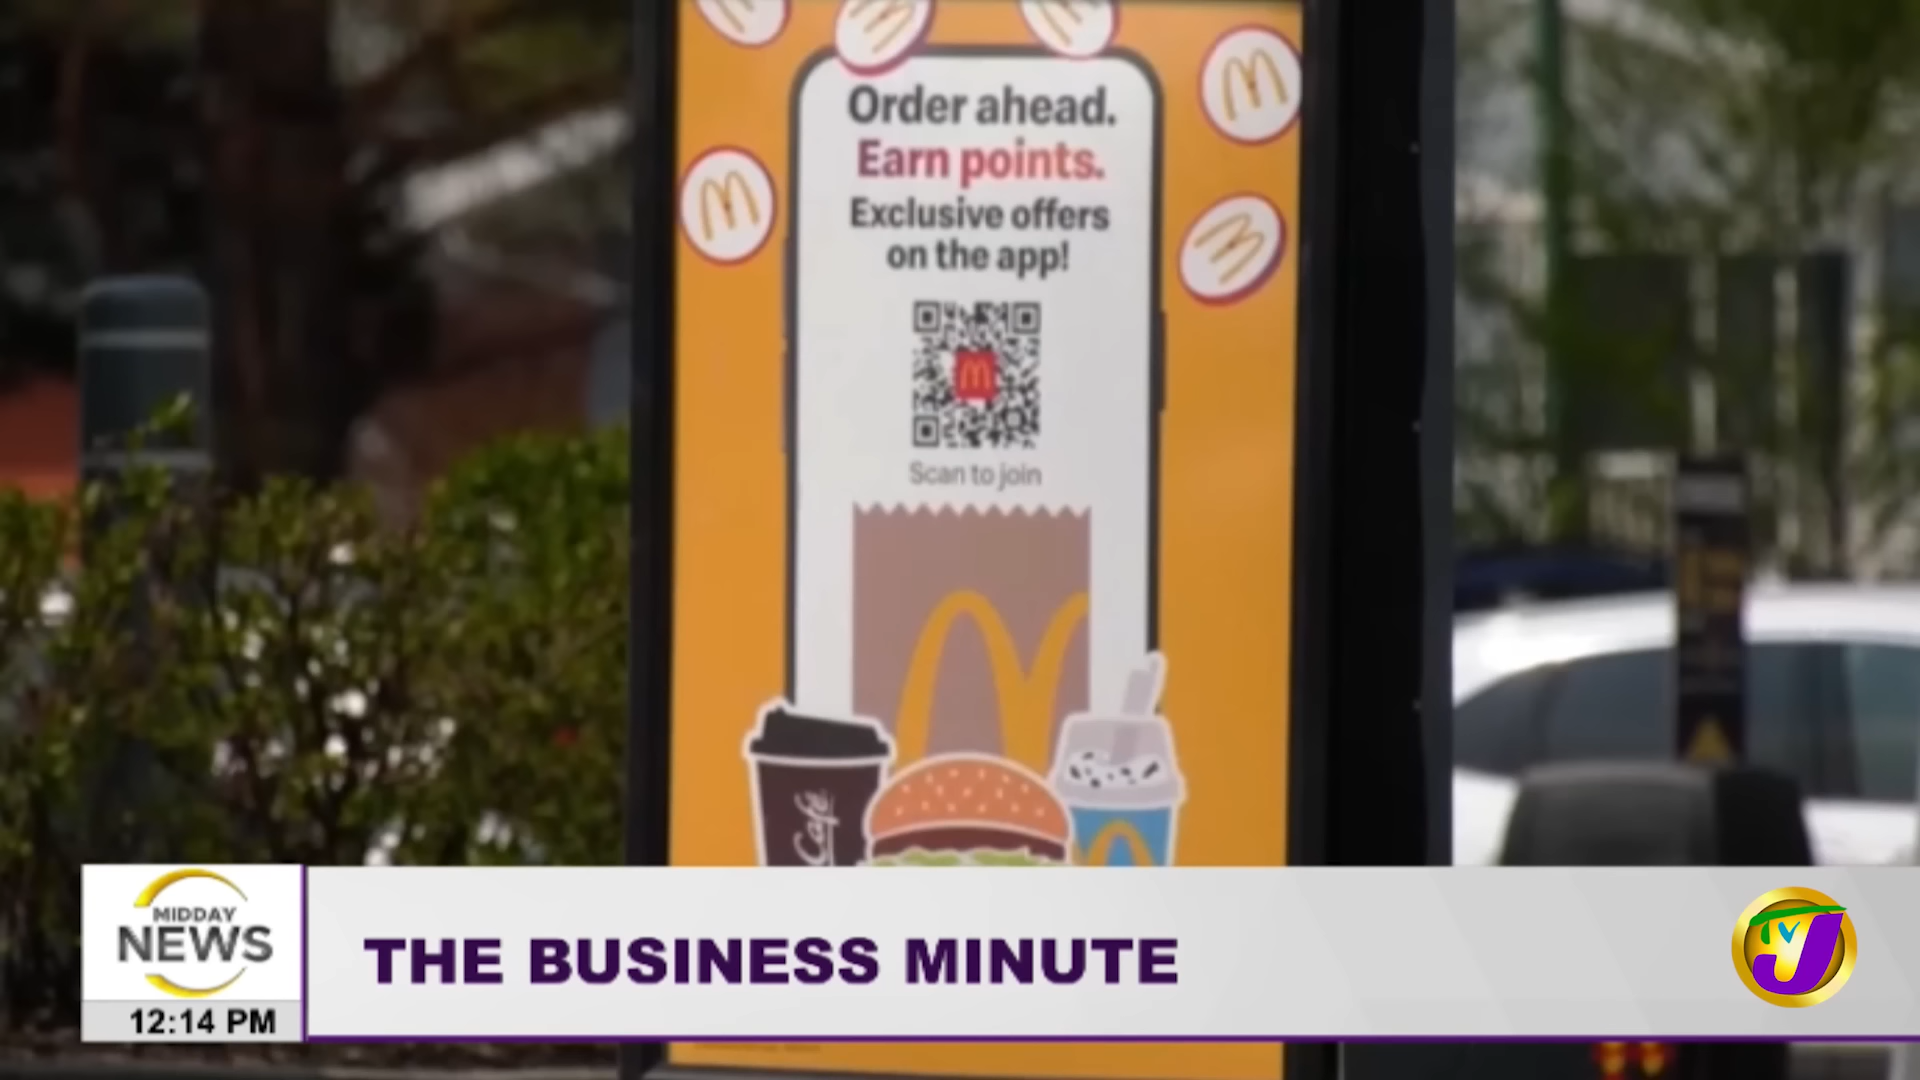 Order ahead.
Earn points.
Exclusive offers
on the app!
Scan to join
Café
MIDDAY
NEWS
12:14 PM
THE BUSINESS MINUTE
TVJ